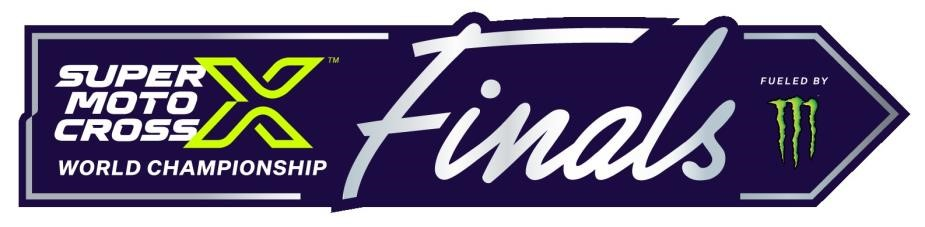 SUPER
MOTO
CROSS X ™
WORLD CHAMPIONSHIP
Finals
FUELED BY